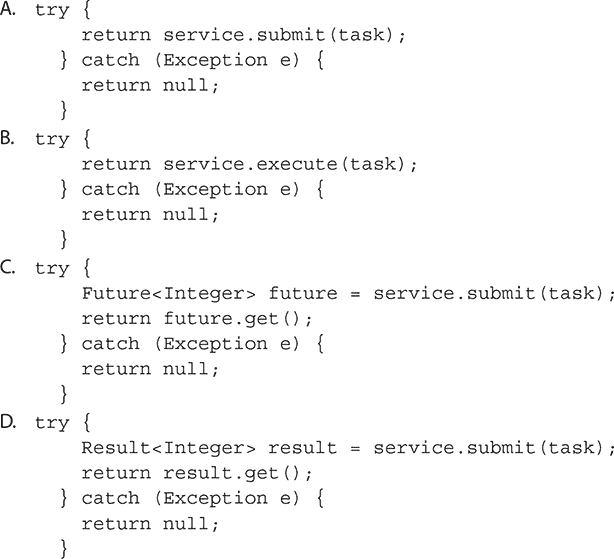 A. try {
return service.submit(task);
} catch (Exception e) {
return null;
}
B. try {
return service.execute(task);
} catch (Exception e) {
return null;
}
C. try {
Future<Integer> future = service.submit(task);
return future.get();
} catch (Exception e) {
return null;
}
D. try {
Result<Integer> result = service.submit(task);
return result.get();
} catch (Exception e) {
return null;
}